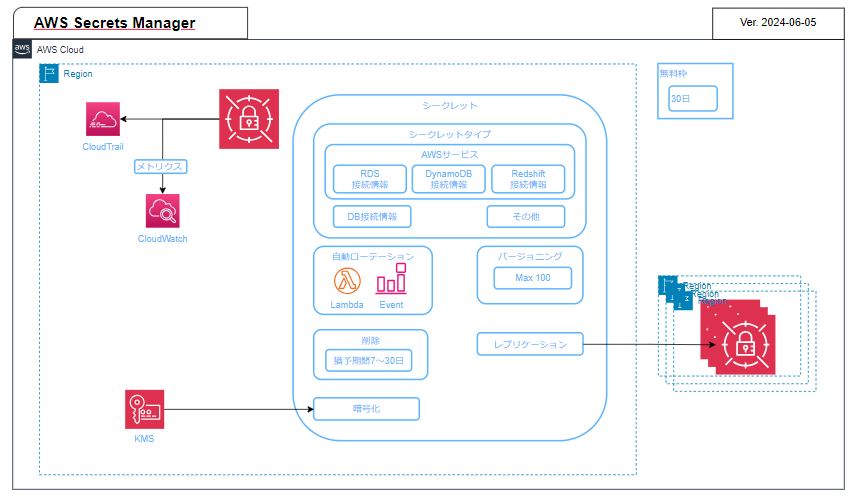 AWS Secrets Manager
Ver. 2024-06-05
aws
AWS Cloud
Region
無料枠
30日
シークレット
シークレットタイプ
AWSサービス
RDS
接続情報
DynamoDB
接続情報
Redshift
接続情報
DB接続情報
その他
CloudTrail
メトリクス
CloudWatch
自動ローテーション
Lambda
Event
バージョニング
Max 100
Region
Region
Region
削除
猶予期間7～30日
レプリケーション
暗号化
KMS